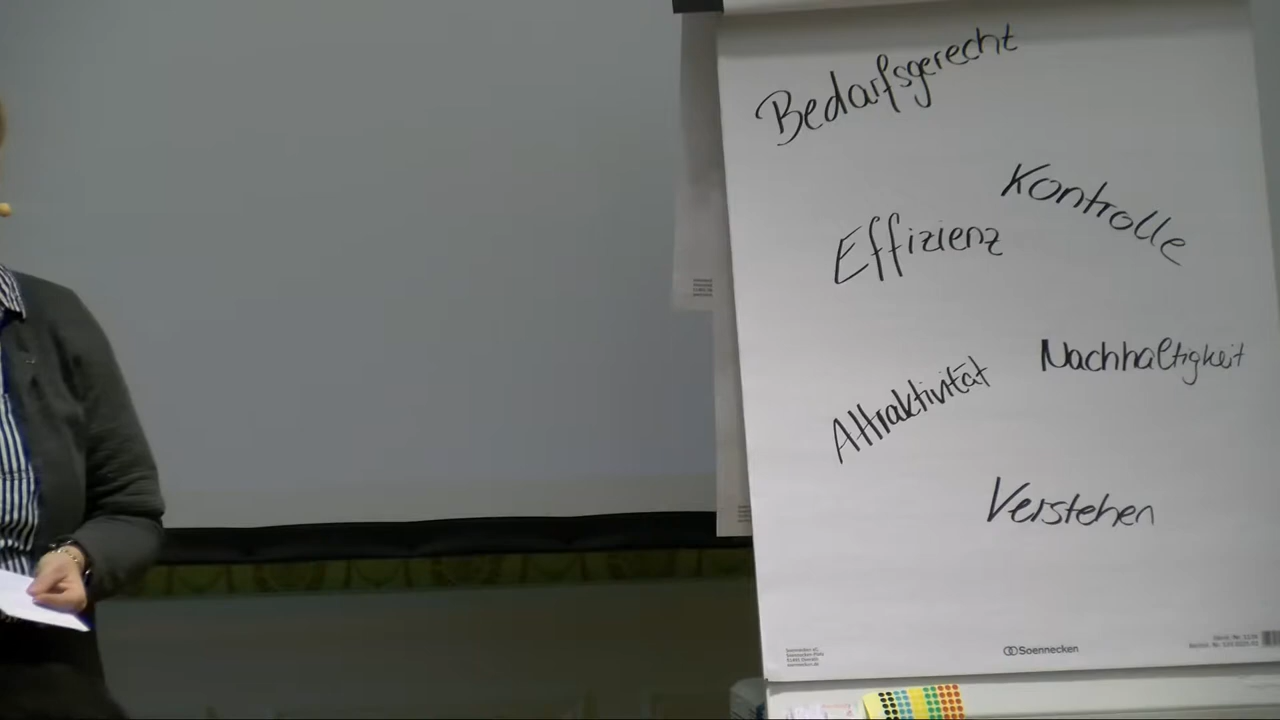 Bedarfsgerecht
Kontrolle
Effizienz
Nachhaltigkeit
Attraktivität
Verstehen
Soennecken